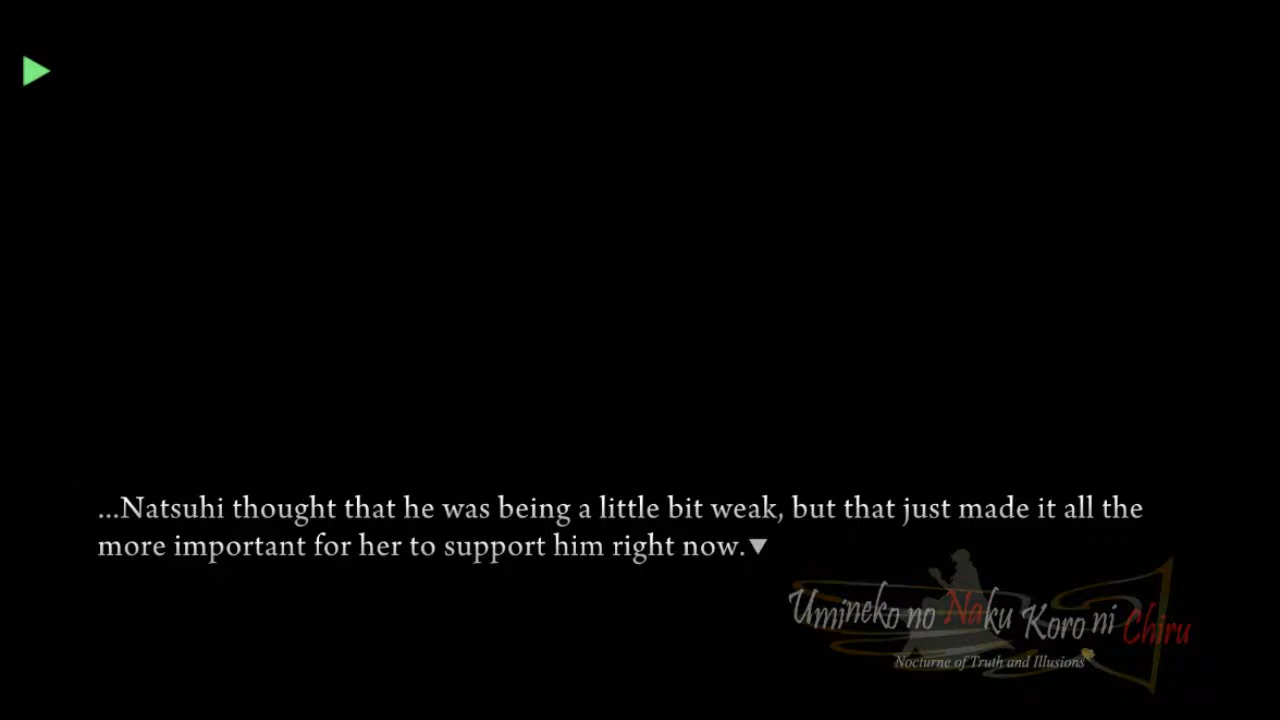 ...Natsuhi thought that he was being a little bit weak, but that just made it all the
more important for her to support him right now.
Umineko no Naku Koro ni Chiru
Nocturne of Truth and Illusions